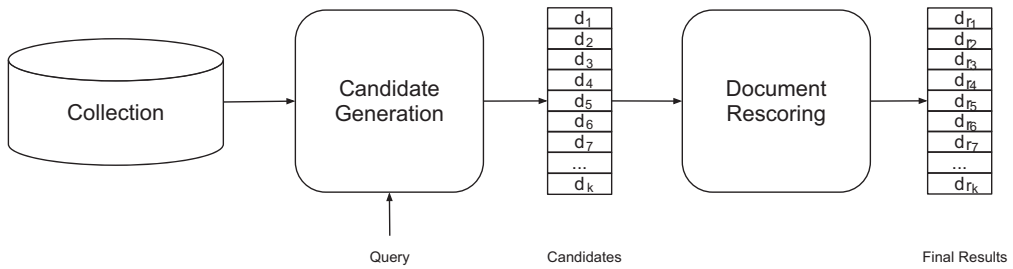 Collection
Candidate
Generation
Query
d1
d2
d3
d4
d5
d6
d7
...
dk
Candidates
Document
Rescoring
dr1
dr2
dr3
dr4
dr5
dr6
dr7
...
drk
Final Results